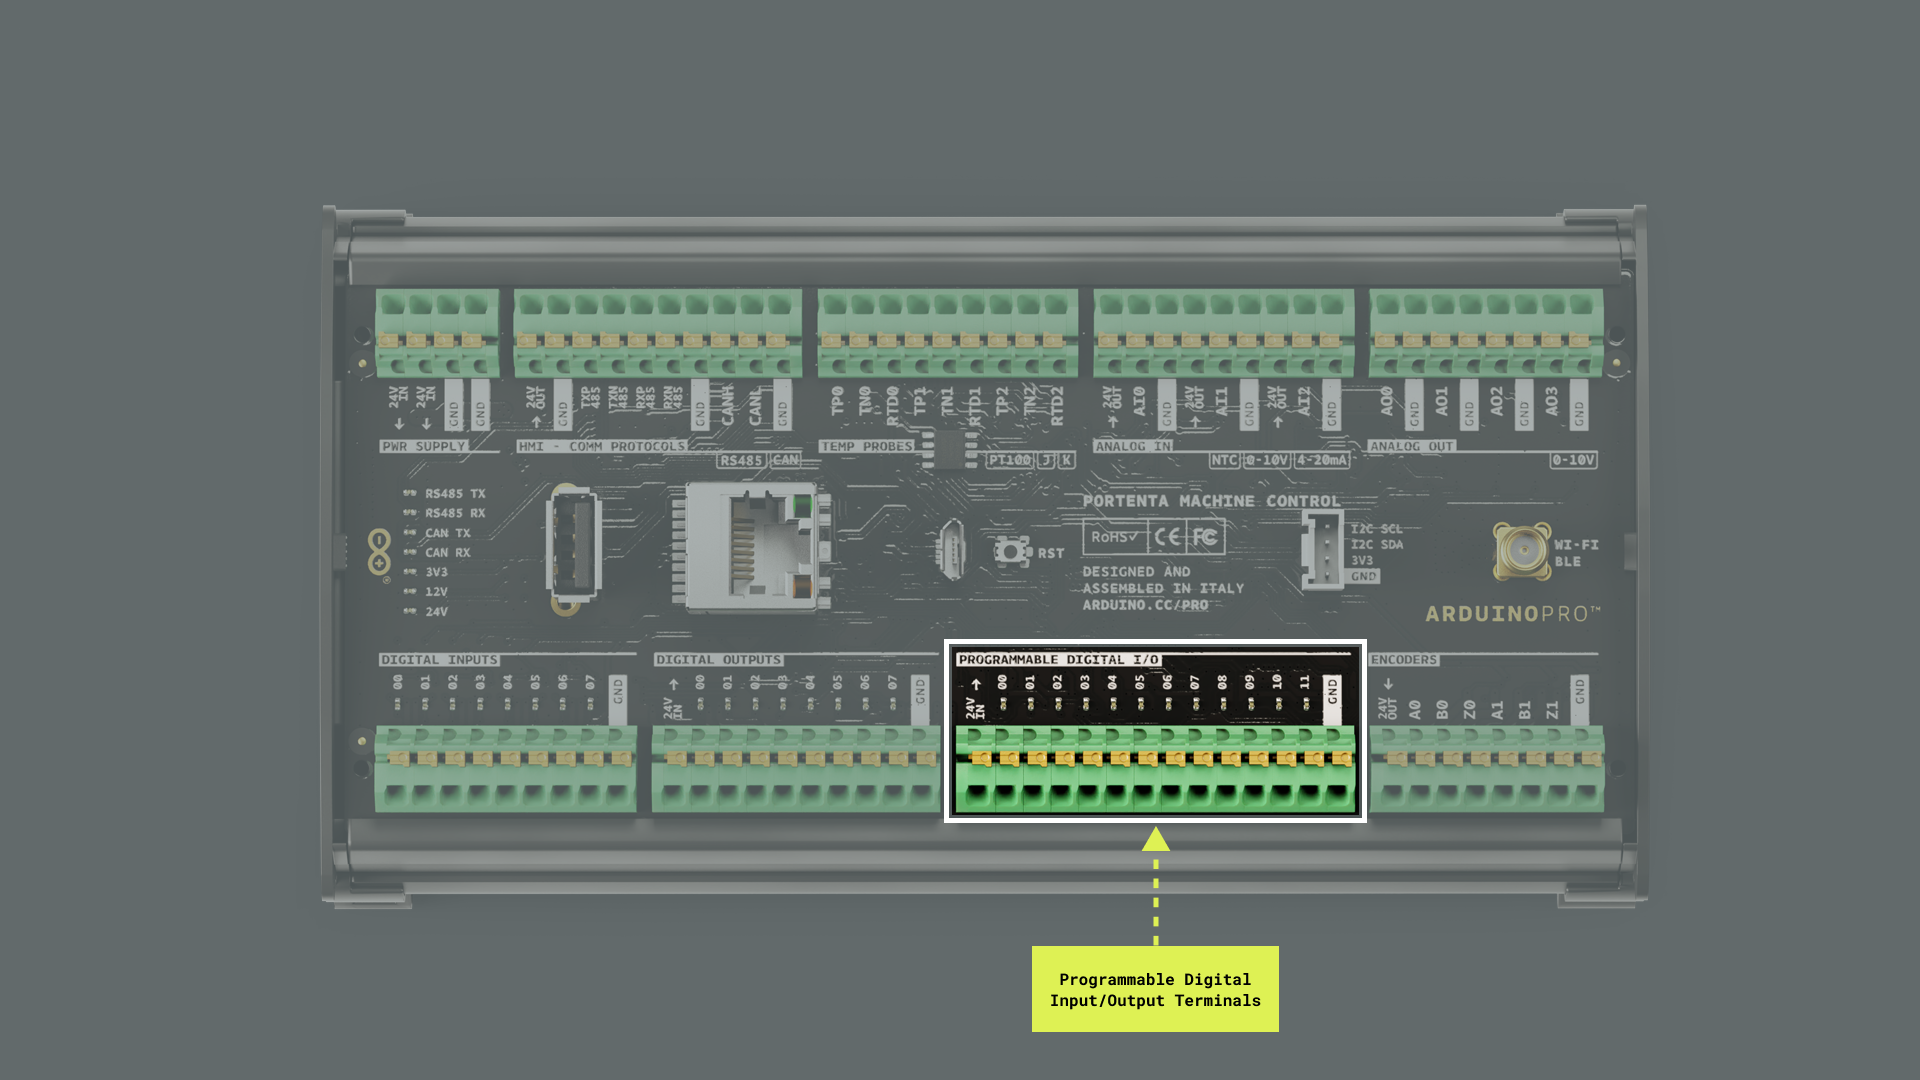 24V IN
24V IN
GND
GND
24V OUT
GND
TXP 485
TXN 485
RXP 485
RXN 485
GND
CANH
CANL
GND
TP0
TN0
RTD0
TP1
TN1
RTD1
TP2
TN2
RTD2
24V OUT
AI0
GND
24V OUT
AI1
GND
24V OUT
AI2
GND
AO0
GND
AO1
GND
AO2
GND
AO3
GND
PWR SUPPLY
HMI - COMM PROTOCOLS
RS485 CAN
TEMP PROBES
PT100 J K
ANALOG IN
NTC 0-10V 4-20mA
ANALOG OUT
0-10V
RS485 TX
RS485 RX
CAN TX
CAN RX
3V3
12V
24V
RST
PORTENTA MACHINE CONTROL
RoHS CE FC
DESIGNED AND
ASSEMBLED IN ITALY
ARDUINO.CC/PRO
I2C SCL
I2C SDA
3V3
GND
WI-FI
BLE
ARDUINOPRO™
DIGITAL INPUTS
00
01
02
03
04
05
06
07
GND
DIGITAL OUTPUTS
24V IN
00
01
02
03
04
05
06
07
GND
PROGRAMMABLE DIGITAL I/O
24V IN
00
01
02
03
04
05
06
07
08
09
10
11
GND
ENCODERS
24V OUT
A0
B0
Z0
A1
B1
Z1
GND
Programmable Digital
Input/Output Terminals